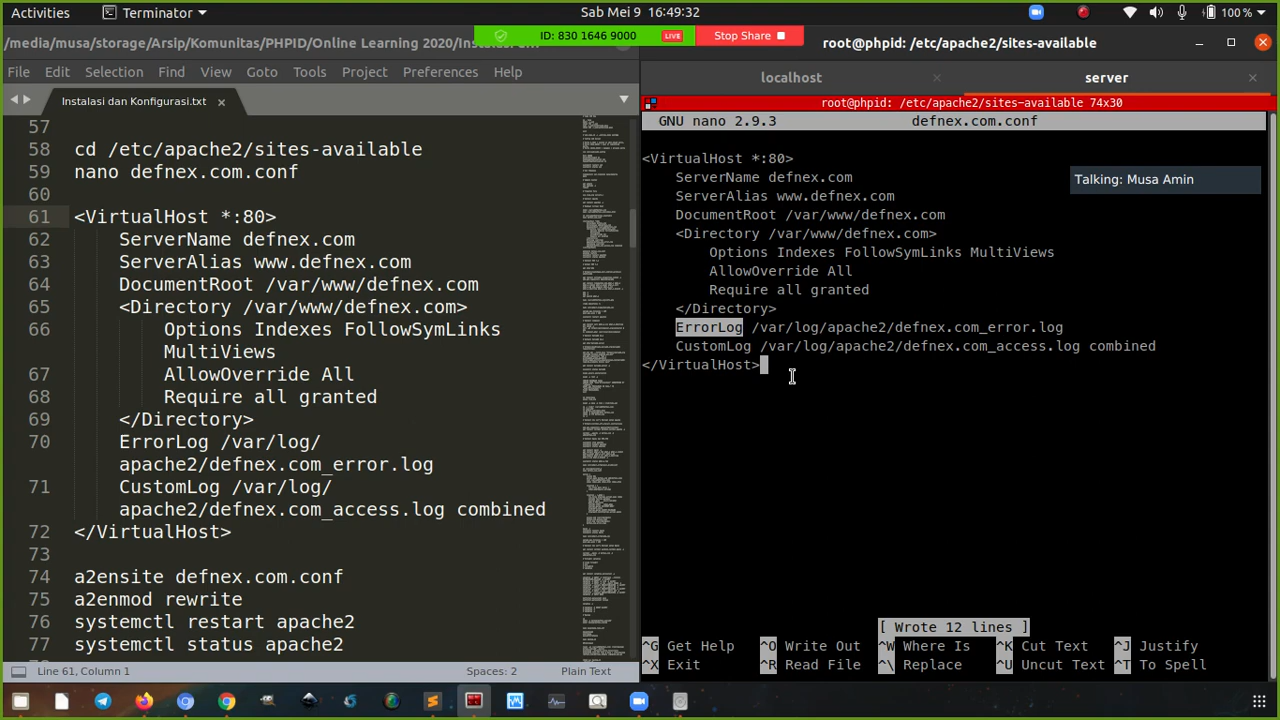 Activities
Terminator
Sab Mei 9 16:49:32
100 %
/media/musa/storage/Arsip/Komunitas/PHPID/Online Learning 2020/
ID: 830 1646 9000
LIVE
Stop Share
root@phpid: /etc/apache2/sites-available
File Edit Selection Find View Goto Tools Project Preferences Help
localhost ×
server ×
Instalasi dan Konfigurasi.txt ×
root@phpid: /etc/apache2/sites-available 74x30
GNU nano 2.9.3 defnex.com.conf
57
58 cd /etc/apache2/sites-available
59 nano defnex.com.conf
60
61 <VirtualHost *:80>
62 ServerName defnex.com
63 ServerAlias www.defnex.com
64 DocumentRoot /var/www/defnex.com
65 <Directory /var/www/defnex.com>
66 Options Indexes FollowSymLinks
MultiViews
67 AllowOverride All
68 Require all granted
69 </Directory>
70 ErrorLog /var/log/
apache2/defnex.com_error.log
71 CustomLog /var/log/
apache2/defnex.com_access.log combined
72 </VirtualHost>
73
74 a2ensite defnex.com.conf
75 a2enmod rewrite
76 systemctl restart apache2
77 systemctl status apache2
Line 61, Column 1
Spaces: 2
Plain Text
<VirtualHost *:80>
ServerName defnex.com
ServerAlias www.defnex.com
DocumentRoot /var/www/defnex.com
<Directory /var/www/defnex.com>
Options Indexes FollowSymLinks MultiViews
AllowOverride All
Require all granted
</Directory>
ErrorLog /var/log/apache2/defnex.com_error.log
CustomLog /var/log/apache2/defnex.com_access.log combined
</VirtualHost>
Talking: Musa Amin
[ Wrote 12 lines ]
^G Get Help ^O Write Out ^W Where Is ^K Cut Text ^J Justify
^X Exit ^R Read File ^\ Replace ^U Uncut Text ^T To Spell